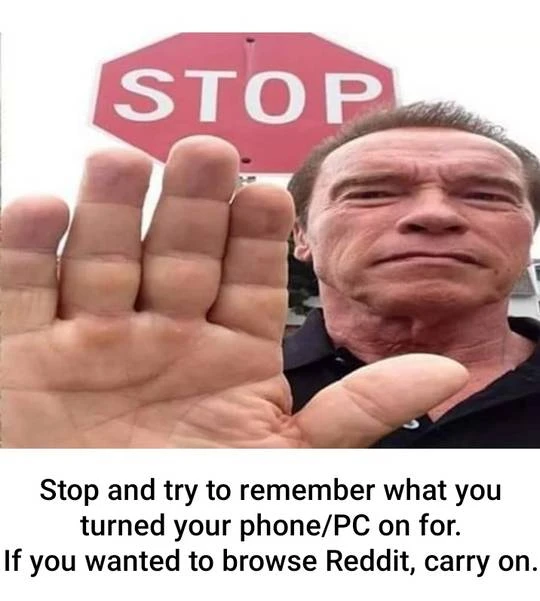 STOP
Stop and try to remember what you
turned your phone/PC on for.
If you wanted to browse Reddit, carry on.